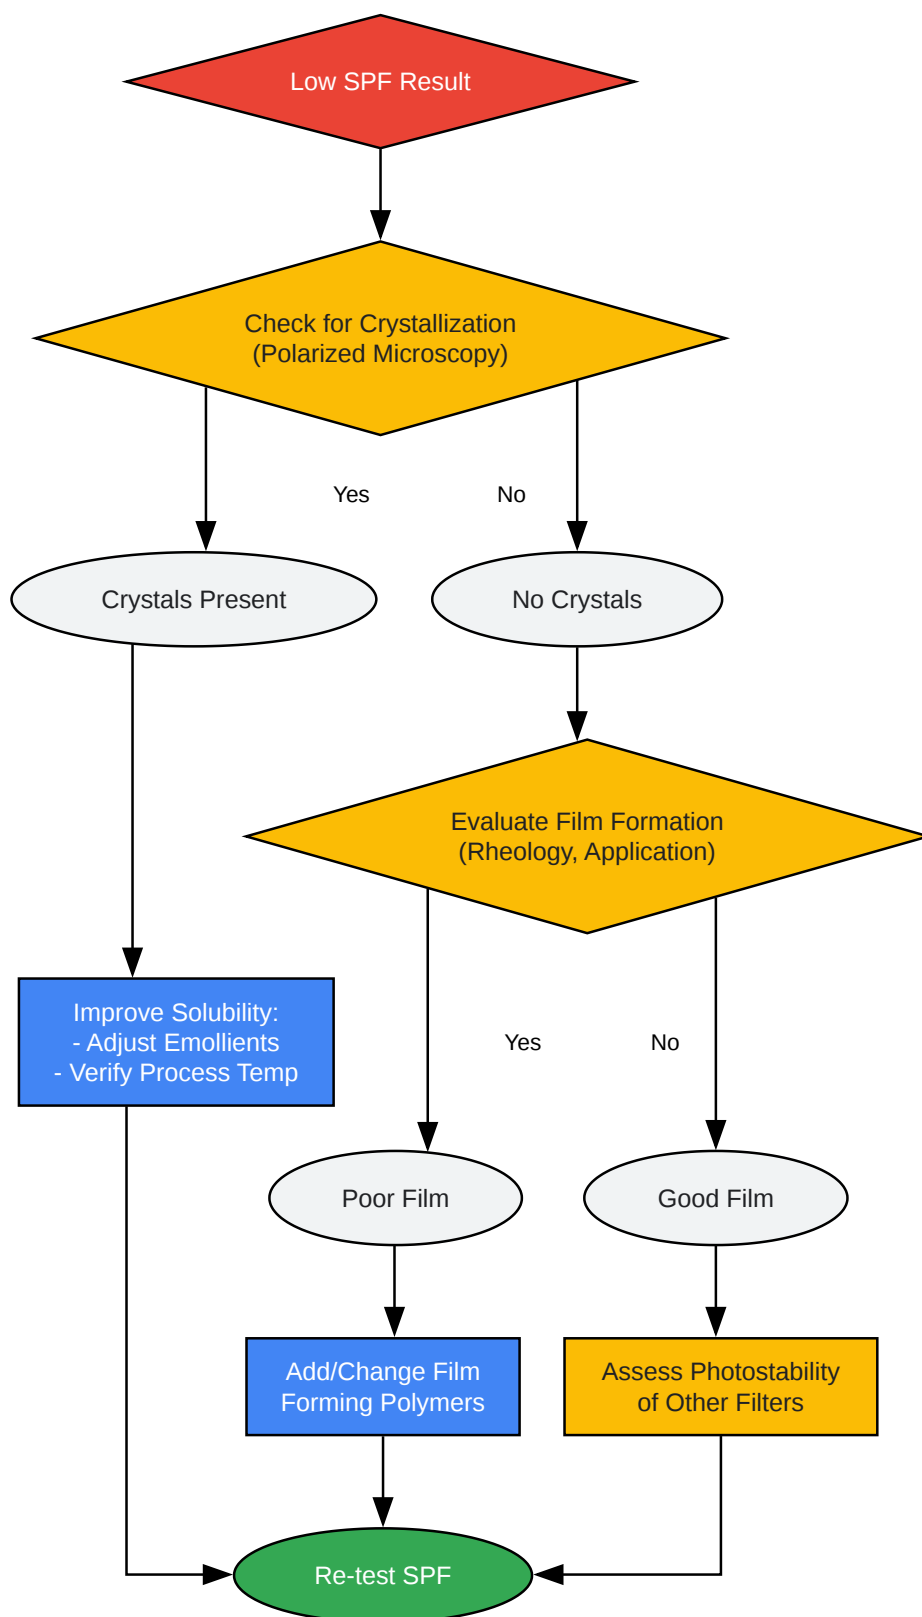 Low SPF Result
Check for Crystallization
(Polarized Microscopy)
Yes
No
Crystals Present
No Crystals
Evaluate Film Formation
(Rheology, Application)
Improve Solubility:
- Adjust Emollients
- Verify Process Temp
Yes
No
Poor Film
Good Film
Add/Change Film
Forming Polymers
Assess Photostability
of Other Filters
Re-test SPF